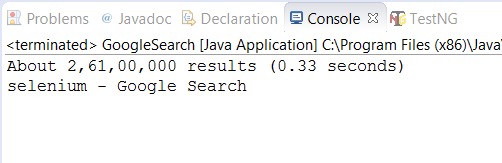 Problems @ Javadoc Declaration Console TestNG
<terminated> GoogleSearch [Java Application] C:\Program Files (x86)\Java\
About 2,61,00,000 results (0.33 seconds)
selenium - Google Search